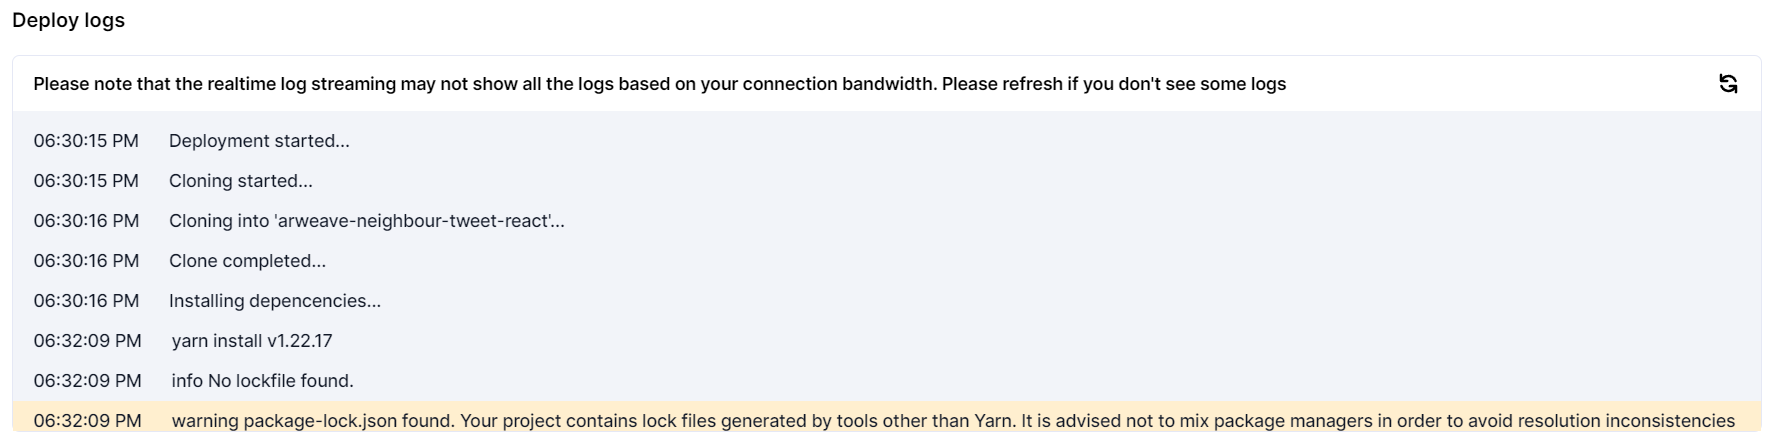 Deploy logs
Please note that the realtime log streaming may not show all the logs based on your connection bandwidth. Please refresh if you don't see some logs
06:30:15 PM Deployment started...
06:30:15 PM Cloning started...
06:30:16 PM Cloning into 'arweave-neighbour-tweet-react'...
06:30:16 PM Clone completed...
06:30:16 PM Installing depencencies...
06:32:09 PM yarn install v1.22.17
06:32:09 PM info No lockfile found.
06:32:09 PM warning package-lock.json found. Your project contains lock files generated by tools other than Yarn. It is advised not to mix package managers in order to avoid resolution inconsistencies